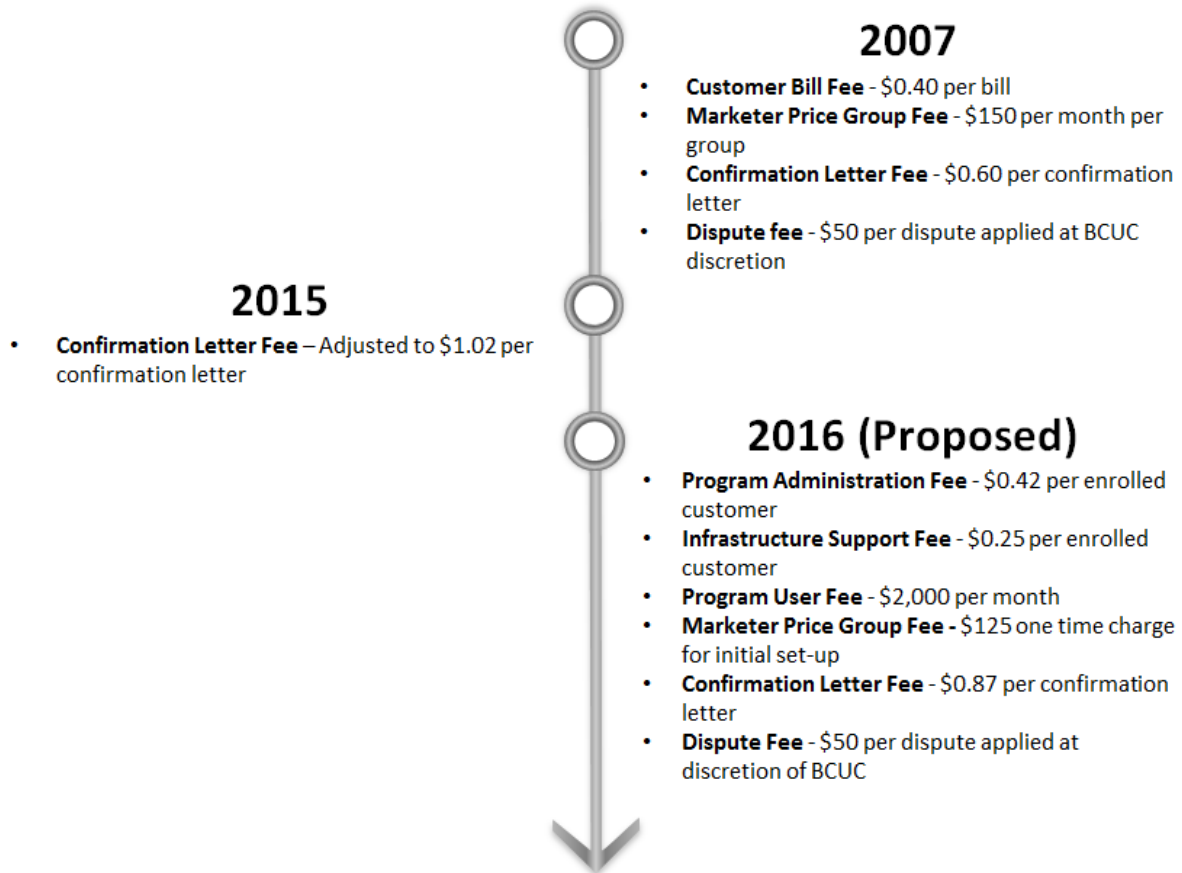 2007
• Customer Bill Fee - $0.40 per bill
• Marketer Price Group Fee - $150 per month per
group
• Confirmation Letter Fee - $0.60 per confirmation
letter
• Dispute fee - $50 per dispute applied at BCUC
discretion
2015
• Confirmation Letter Fee – Adjusted to $1.02 per
confirmation letter
2016 (Proposed)
• Program Administration Fee - $0.42 per enrolled
customer
• Infrastructure Support Fee - $0.25 per enrolled
customer
• Program User Fee - $2,000 per month
• Marketer Price Group Fee - $125 one time charge
for initial set-up
• Confirmation Letter Fee - $0.87 per confirmation
letter
• Dispute Fee - $50 per dispute applied at
discretion of BCUC